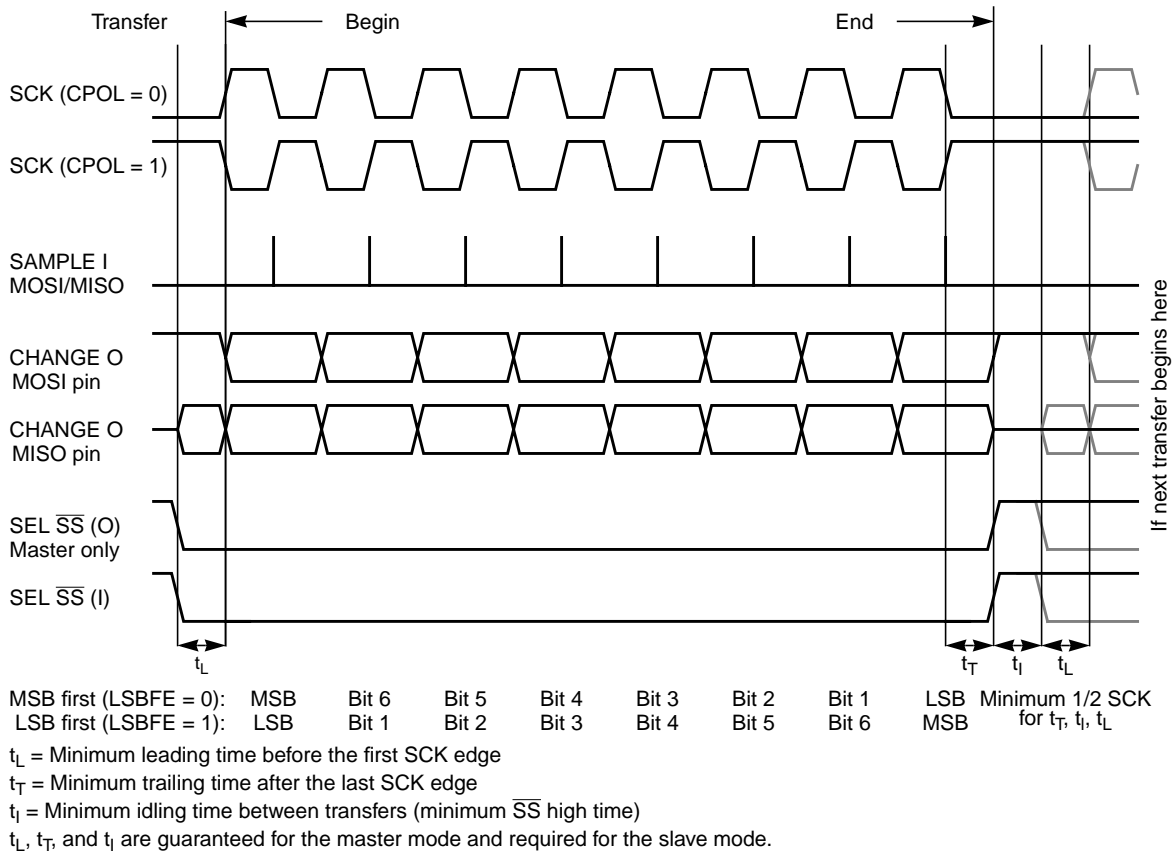 Transfer Begin End
SCK (CPOL = 0)
SCK (CPOL = 1)
SAMPLE I
MOSI/MISO
CHANGE O
MOSI pin
CHANGE O
MISO pin
SEL S̅S̅ (O)
Master only
SEL S̅S̅ (I)
If next transfer begins here
tL tT tI tL
MSB first (LSBFE = 0): MSB Bit 6 Bit 5 Bit 4 Bit 3 Bit 2 Bit 1 LSB Minimum 1/2 SCK
LSB first (LSBFE = 1): LSB Bit 1 Bit 2 Bit 3 Bit 4 Bit 5 Bit 6 MSB for tT, tI, tL
tL = Minimum leading time before the first SCK edge
tT = Minimum trailing time after the last SCK edge
tI = Minimum idling time between transfers (minimum S̅S̅ high time)
tL, tT, and tI are guaranteed for the master mode and required for the slave mode.